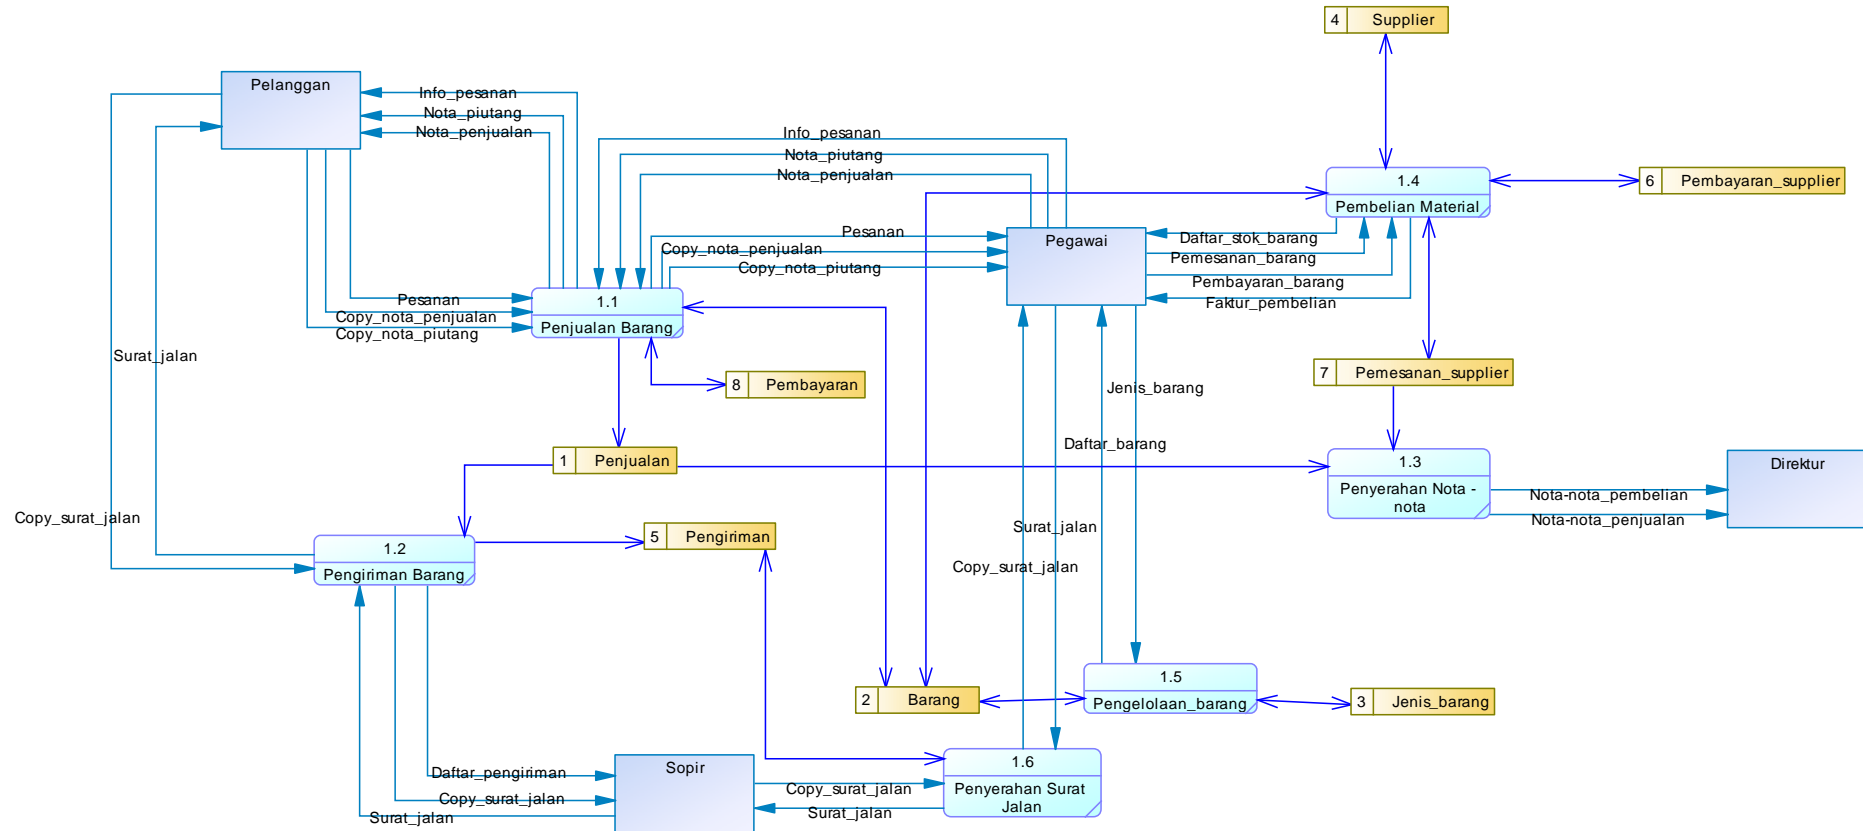 4 Supplier
Pelanggan
Info_pesanan
Nota_piutang
Nota_penjualan
Info_pesanan
Nota_piutang
Nota_penjualan
1.4
Pembelian Material
6 Pembayaran_supplier
Pesanan
Copy_nota_penjualan
Copy_nota_piutang
Pegawai
Daftar_stok_barang
Pemesanan_barang
Pembayaran_barang
Faktur_pembelian
Pesanan
Copy_nota_penjualan
Copy_nota_piutang
1.1
Penjualan Barang
Surat_jalan
8 Pembayaran
7 Pemesanan_supplier
Jenis_barang
Daftar_barang
1 Penjualan
1.3
Penyerahan Nota -
nota
Direktur
Nota-nota_pembelian
Nota-nota_penjualan
Copy_surat_jalan
5 Pengiriman
Surat_jalan
1.2
Pengiriman Barang
Copy_surat_jalan
1.5
Pengelolaan_barang
2 Barang
3 Jenis_barang
Sopir
1.6
Penyerahan Surat
Jalan
Daftar_pengiriman
Copy_surat_jalan
Surat_jalan
Copy_surat_jalan
Surat_jalan